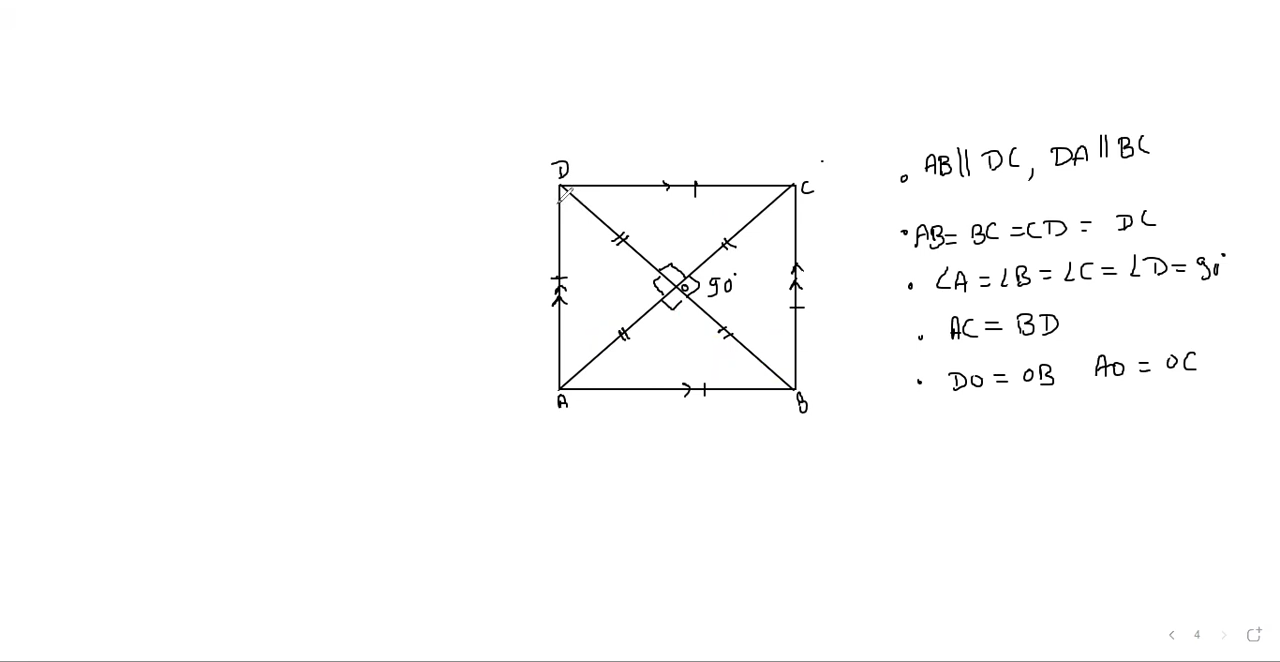 D
C
90°
A
B
• AB || DC, DA || BC
• AB = BC = CD = DC
• ∠A = ∠B = ∠C = ∠D = 90°
• AC = BD
• DO = OB AO = OC
O
4